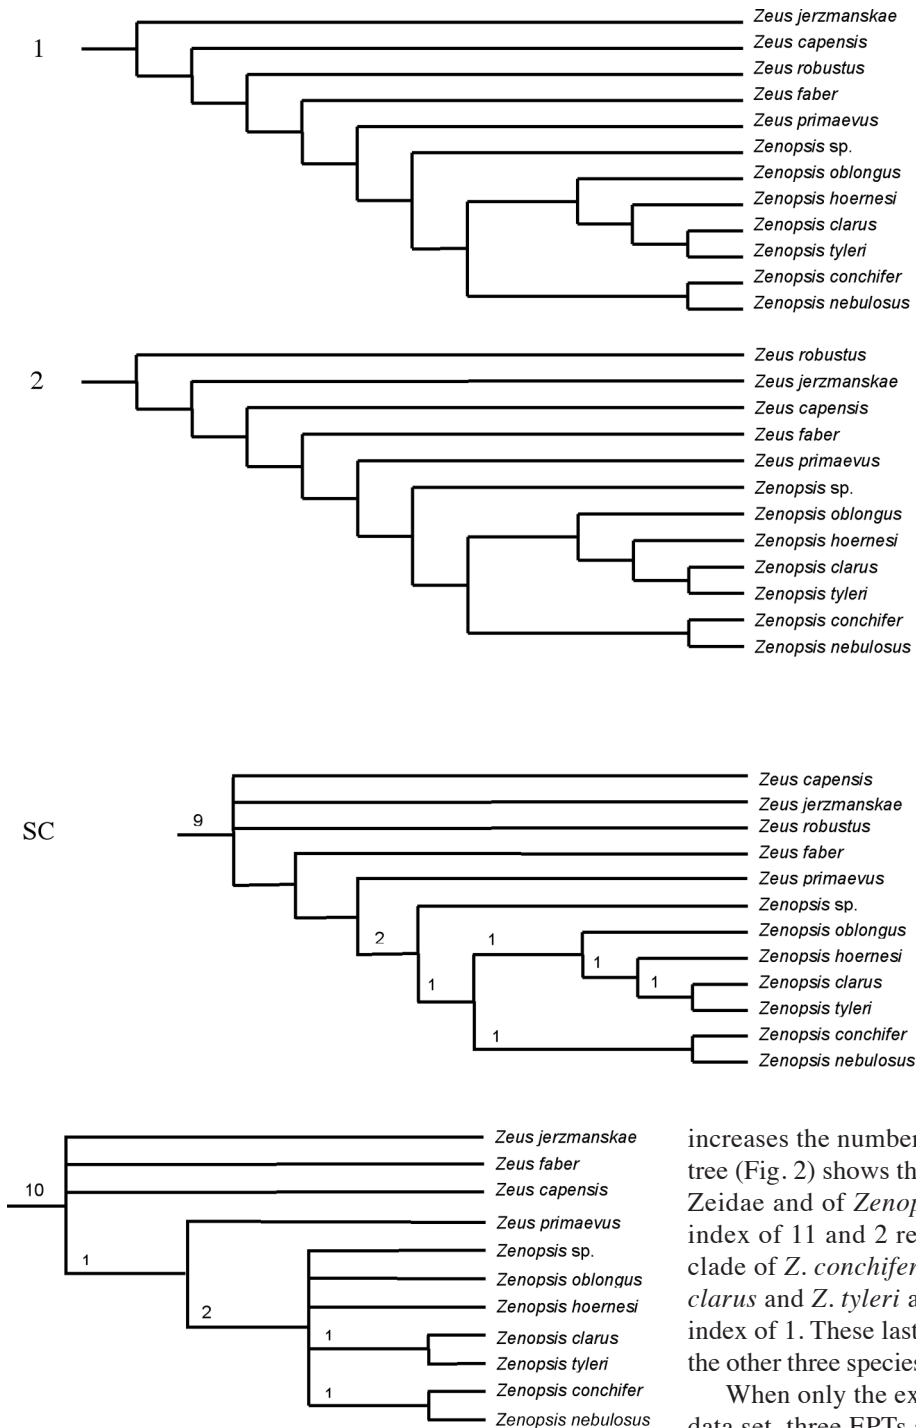 1
Zeus jerzmanskae
Zeus capensis
Zeus robustus
Zeus faber
Zeus primaevus
Zenopsis sp.
Zenopsis oblongus
Zenopsis hoernesi
Zenopsis clarus
Zenopsis tyleri
Zenopsis conchifer
Zenopsis nebulosus
2
Zeus robustus
Zeus jerzmanskae
Zeus capensis
Zeus faber
Zeus primaevus
Zenopsis sp.
Zenopsis oblongus
Zenopsis hoernesi
Zenopsis clarus
Zenopsis tyleri
Zenopsis conchifer
Zenopsis nebulosus
SC
9
Zeus capensis
Zeus jerzmanskae
Zeus robustus
Zeus faber
Zeus primaevus
2
Zenopsis sp.
1
1
Zenopsis oblongus
1
Zenopsis hoernesi
1
Zenopsis clarus
Zenopsis tyleri
1
Zenopsis conchifer
Zenopsis nebulosus
10
Zeus jerzmanskae
Zeus faber
Zeus capensis
1
Zeus primaevus
2
Zenopsis sp.
Zenopsis oblongus
Zenopsis hoernesi
1
Zenopsis clarus
Zenopsis tyleri
1
Zenopsis conchifer
Zenopsis nebulosus
increases the number
tree (Fig. 2) shows th
Zeidae and of Zenop
index of 11 and 2 re
clade of Z. conchifer
clarus and Z. tyleri a
index of 1. These last
the other three species
When only the ex
data set, three EPTs